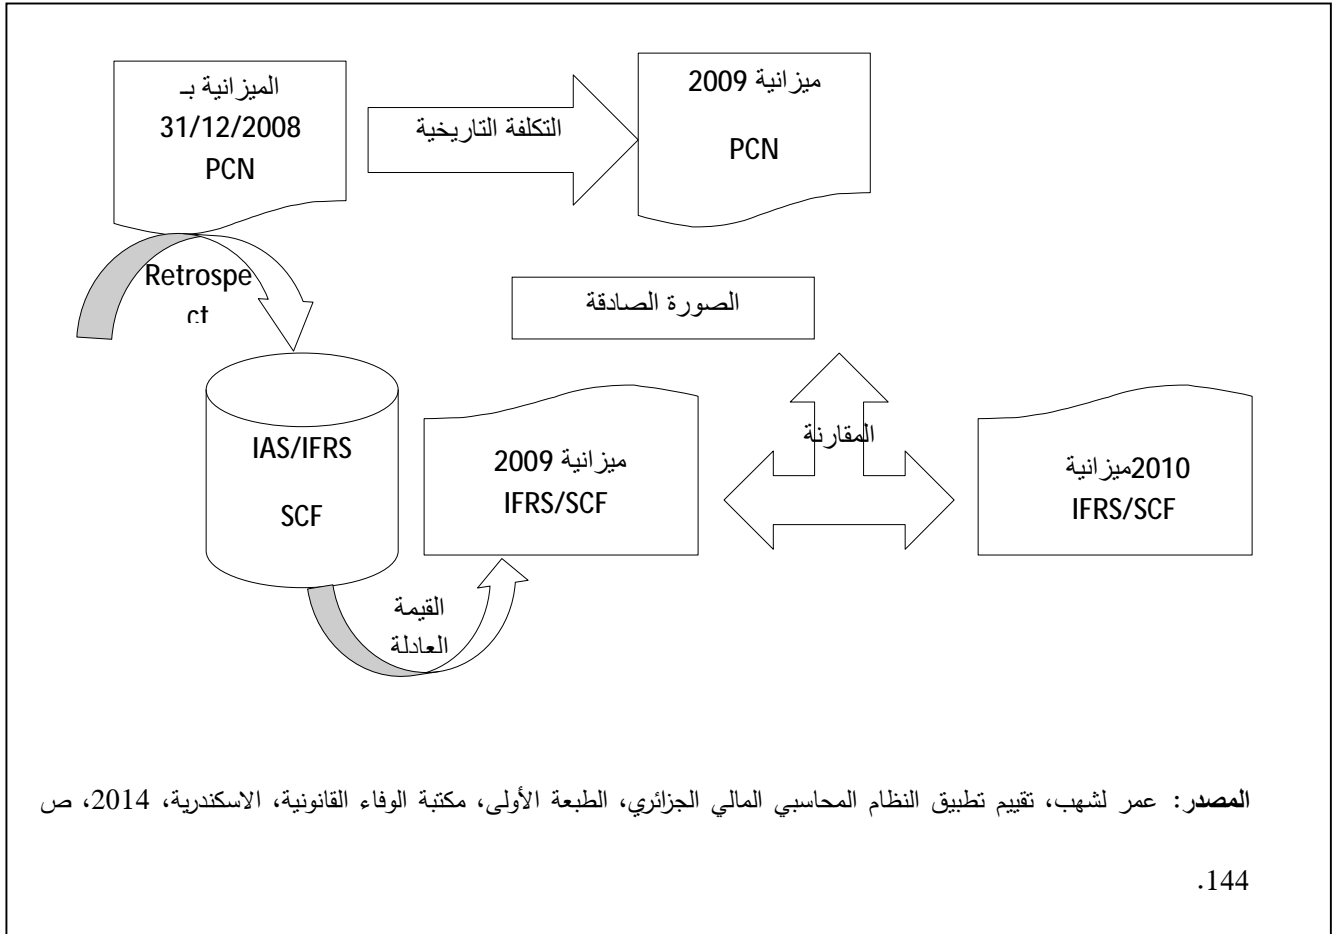 الميزانية بـ
31/12/2008
PCN
التكلفة التاريخية
ميزانية 2009
PCN
Retrospe
ct
الصورة الصادقة
IAS/IFRS
SCF
ميزانية 2009
IFRS/SCF
المقارنة
2010ميزانية
IFRS/SCF
القيمة
العادلة
المصدر: عمر لشهب، تقييم تطبيق النظام المحاسبي المالي الجزائري، الطبعة الأولى، مكتبة الوفاء القانونية، الاسكندرية، 2014، ص
144.